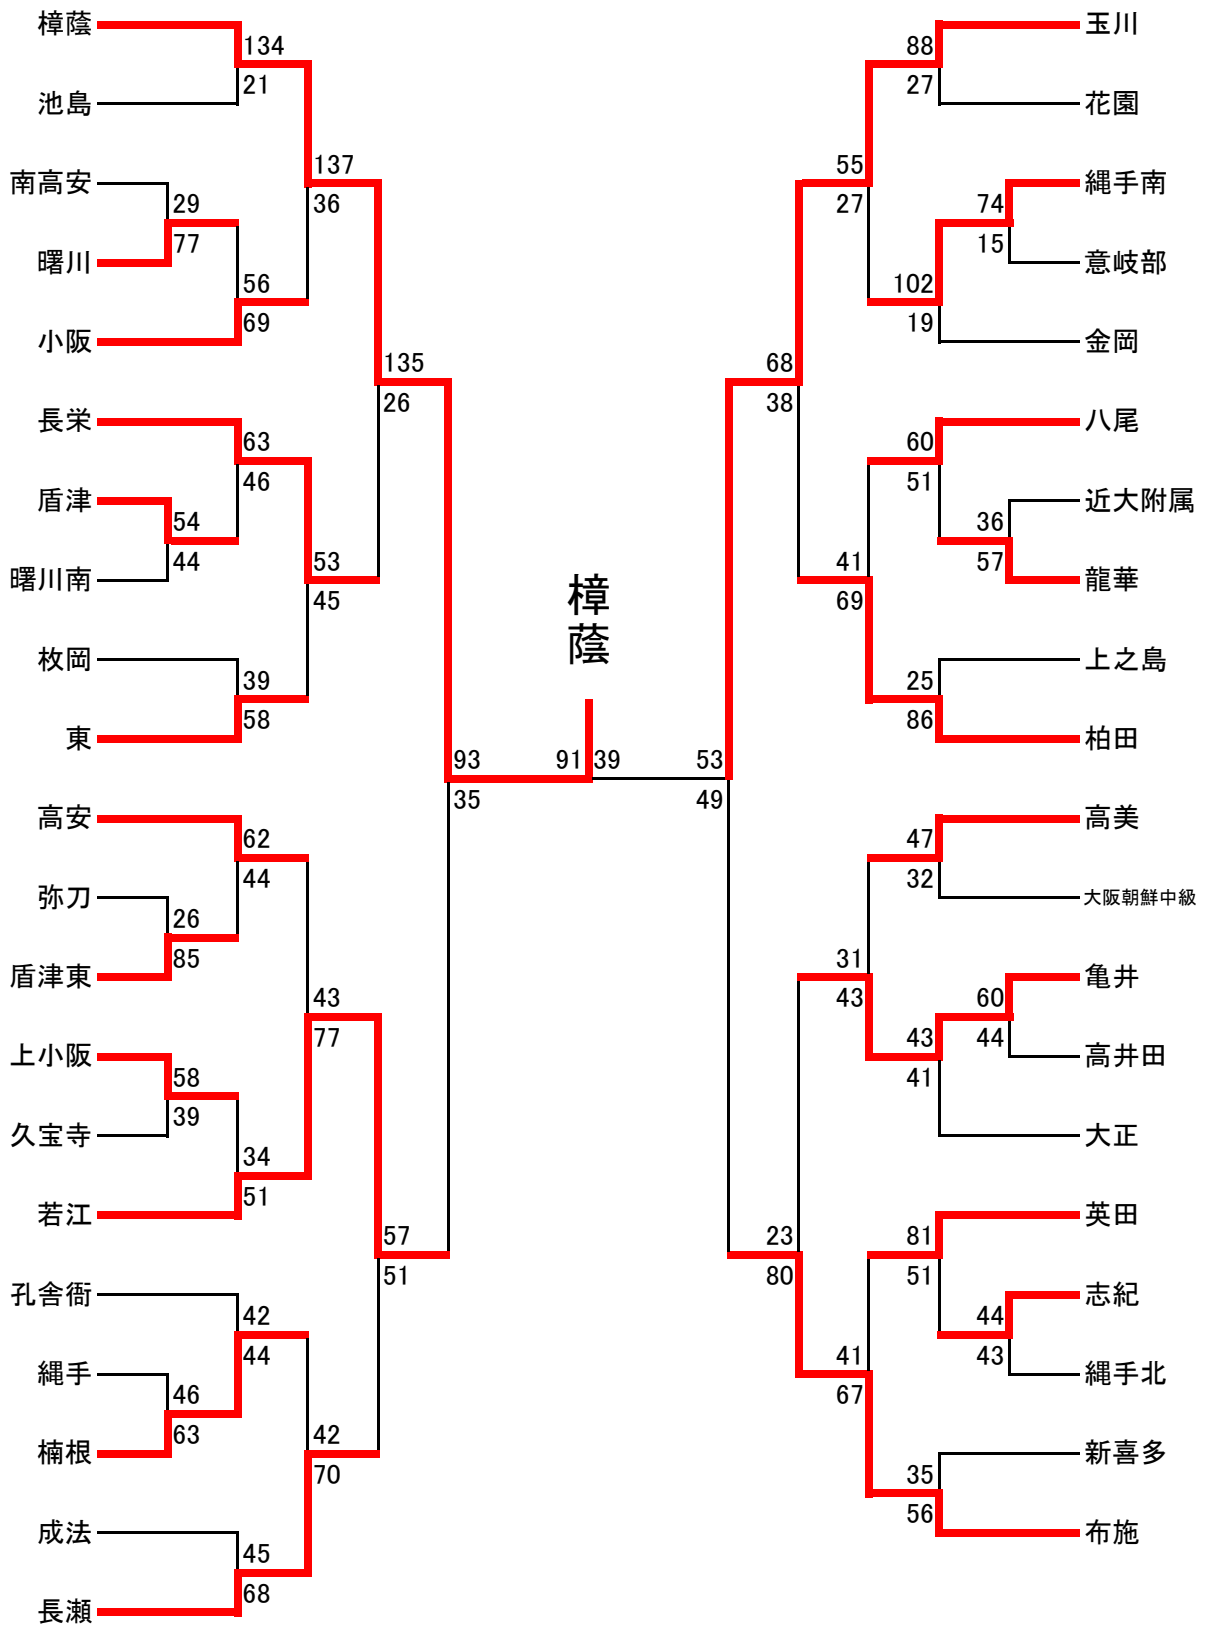 樟蔭
134
21
池島
137
36
南高安
29
77
曙川
56
69
小阪
135
26
長栄
63
46
盾津
54
44
曙川南
53
45
枚岡
39
58
東
93
35
高安
62
44
弥刀
26
85
盾津東
43
77
上小阪
58
39
久宝寺
34
51
若江
57
51
孔舎衙
42
44
縄手
46
63
楠根
42
70
成法
45
68
長瀬
樟蔭
91
39
53
49
玉川
88
27
花園
55
27
縄手南
74
15
意岐部
102
19
金岡
68
38
八尾
60
51
近大附属
36
57
龍華
41
69
上之島
25
86
柏田
高美
47
32
大阪朝鮮中級
31
43
亀井
60
44
高井田
43
41
大正
23
80
英田
81
51
志紀
44
43
縄手北
41
67
新喜多
35
56
布施